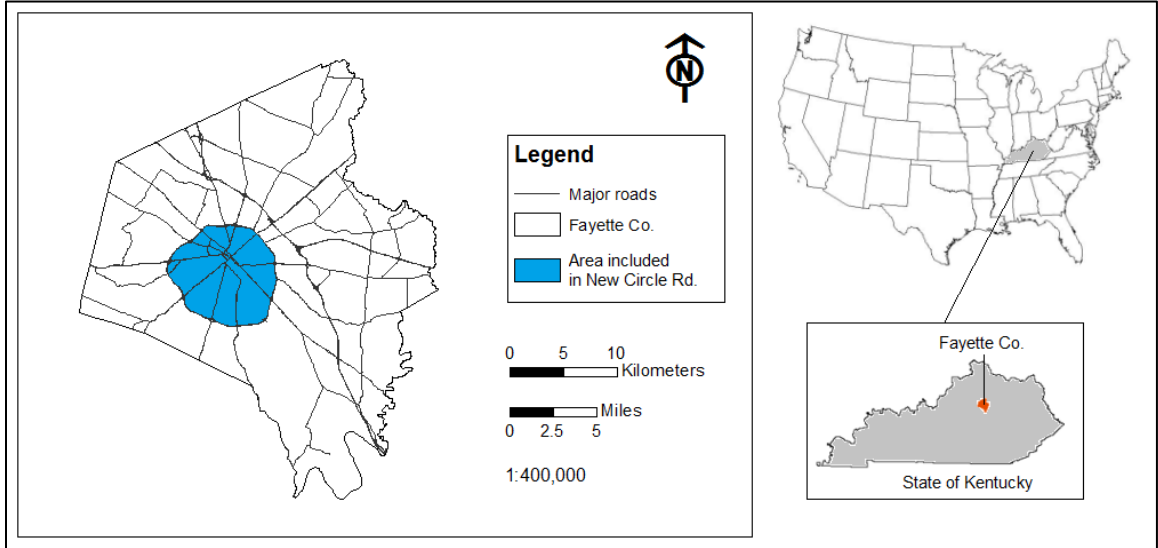 N
Legend
Major roads
Fayette Co.
Area included
in New Circle Rd.
0 5 10
Kilometers
Miles
0 2.5 5
1:400,000
Fayette Co.
State of Kentucky